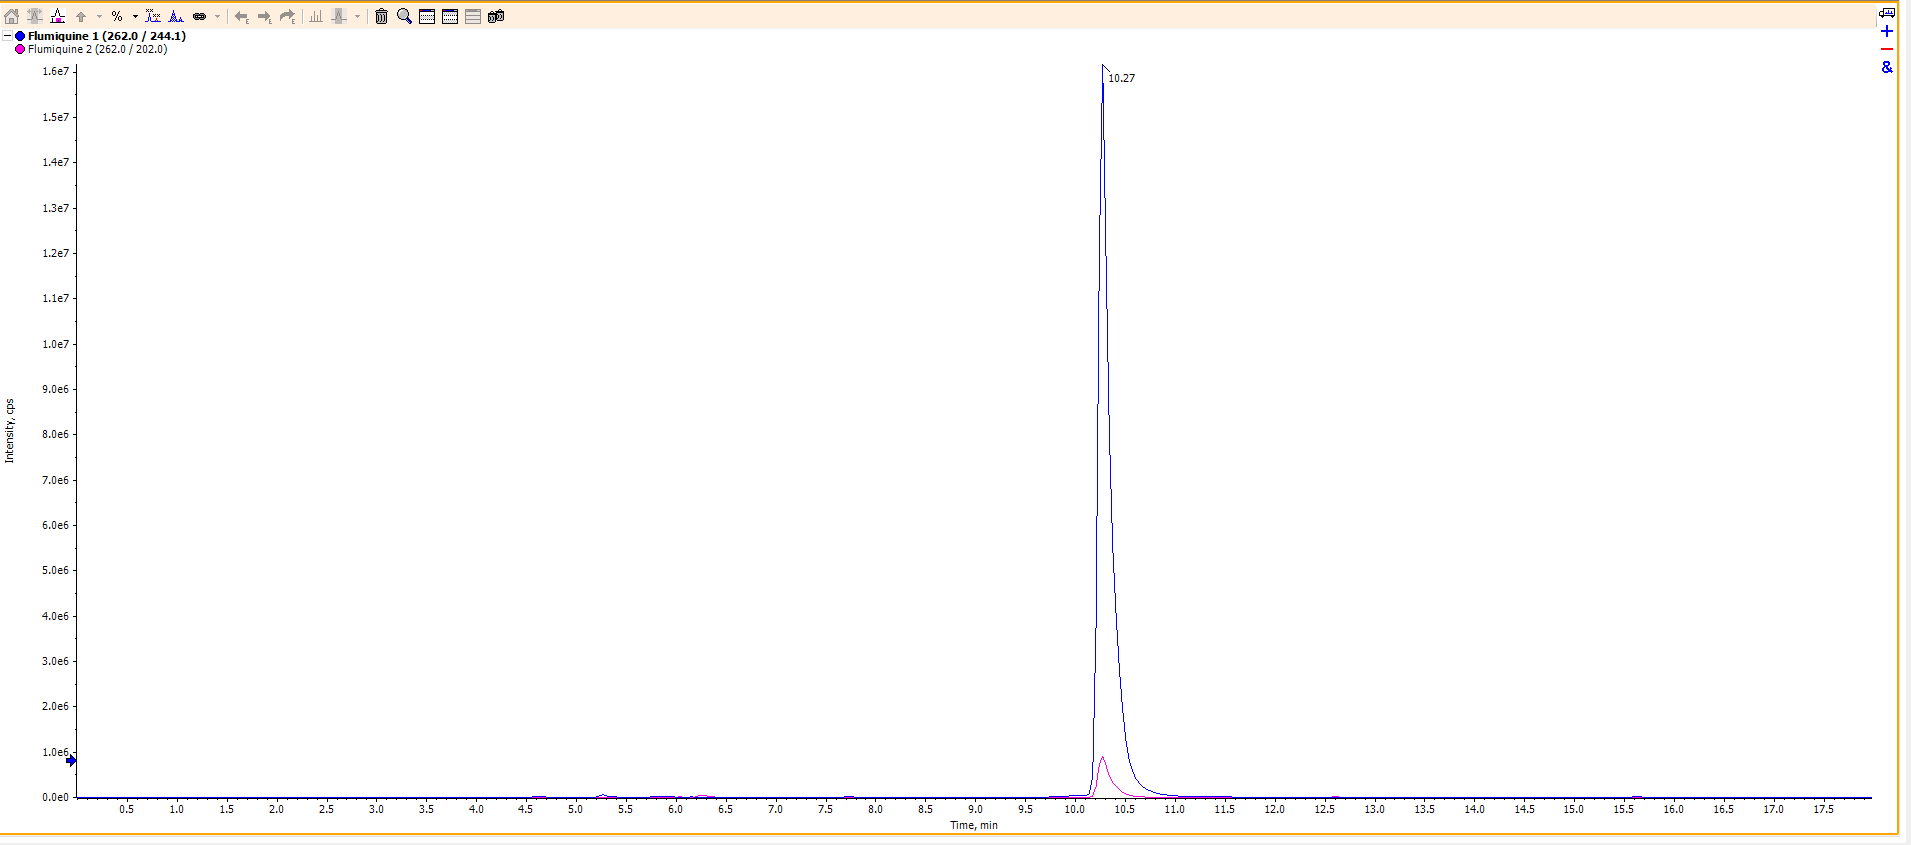 %
Flumiquine 1 (262.0 / 244.1)
Flumiquine 2 (262.0 / 202.0)
&
10.27
1.6e7
1.5e7
1.4e7
1.3e7
1.2e7
1.1e7
1.0e7
9.0e6
8.0e6
7.0e6
6.0e6
5.0e6
4.0e6
3.0e6
2.0e6
1.0e6
0.0e0
Intensity, cps
0.5 1.0 1.5 2.0 2.5 3.0 3.5 4.0 4.5 5.0 5.5 6.0 6.5 7.0 7.5 8.0 8.5 9.0 9.5 10.0 10.5 11.0 11.5 12.0 12.5 13.0 13.5 14.0 14.5 15.0 15.5 16.0 16.5 17.0 17.5
Time, min